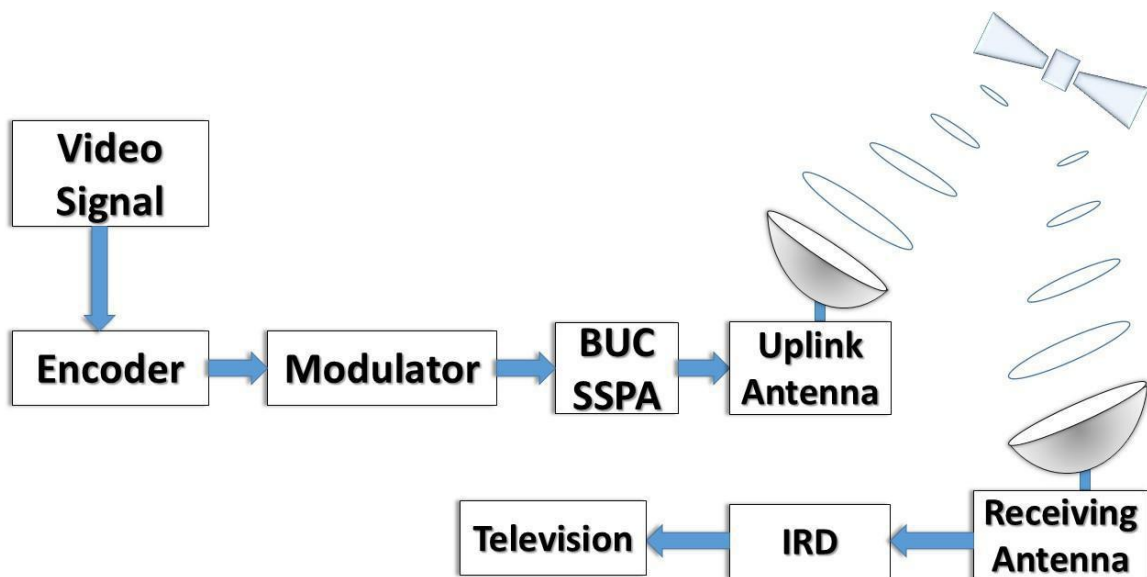 Video
Signal
Encoder
Modulator
BUC
SSPA
Uplink
Antenna
Receiving
Antenna
IRD
Television